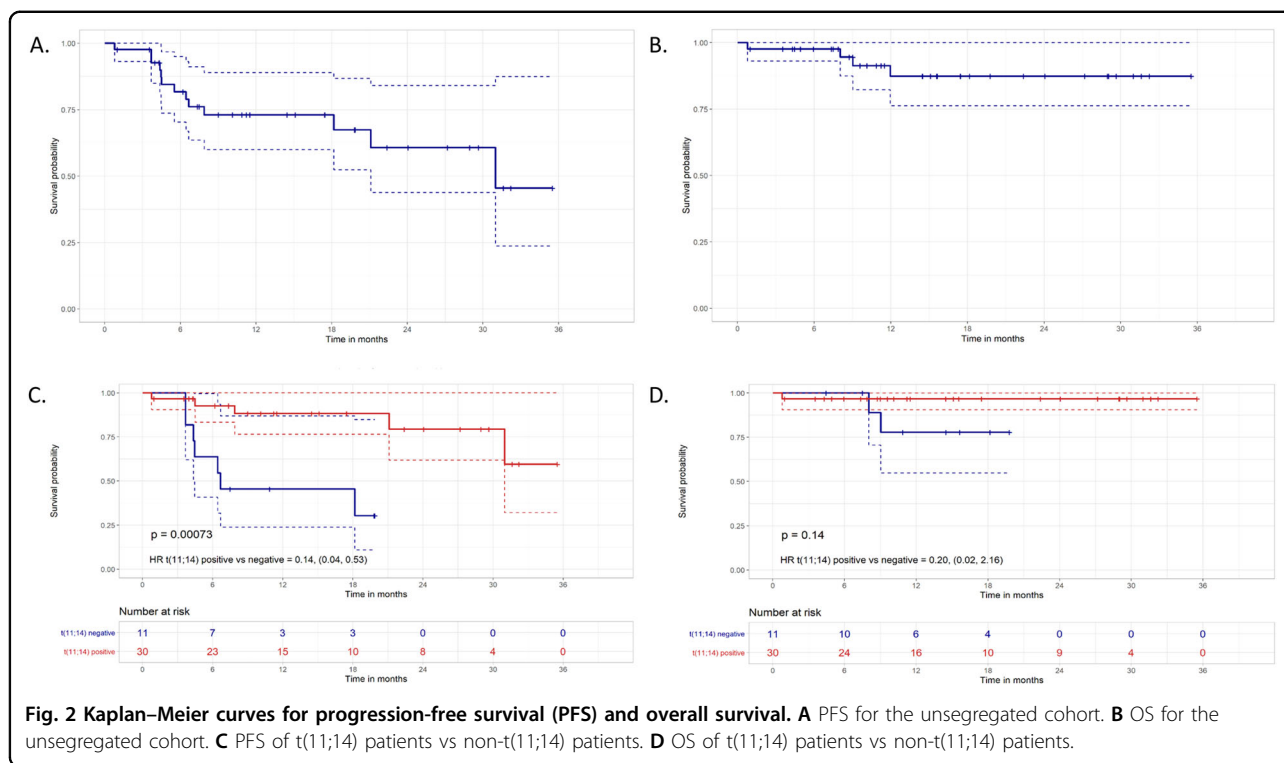 A.
1.00
0.75
0.50
0.25
0.00
Survival probability
0 6 12 18 24 30 36
Time in months
B.
1.00
0.75
0.50
0.25
0.00
Survival probability
0 6 12 18 24 30 36
Time in months
C.
1.00
0.75
0.50
0.25
0.00
Survival probability
p = 0.00073
HR t(11;14) positive vs negative = 0.14, (0.04, 0.53)
0 6 12 18 24 30 36
Time in months
Number at risk
t(11;14) negative 11 7 3 3 0 0 0
t(11;14) positive 30 23 15 10 8 4 0
0 6 12 18 24 30 36
Time in months
D.
1.00
0.75
0.50
0.25
0.00
Survival probability
p = 0.14
HR t(11;14) positive vs negative = 0.20, (0.02, 2.16)
0 6 12 18 24 30 36
Time in months
Number at risk
t(11;14) negative 11 10 6 4 0 0 0
t(11;14) positive 30 24 16 10 9 4 0
0 6 12 18 24 30 36
Time in months
Fig. 2 Kaplan–Meier curves for progression-free survival (PFS) and overall survival. A PFS for the unsegregated cohort. B OS for the
unsegregated cohort. C PFS of t(11;14) patients vs non-t(11;14) patients. D OS of t(11;14) patients vs non-t(11;14) patients.